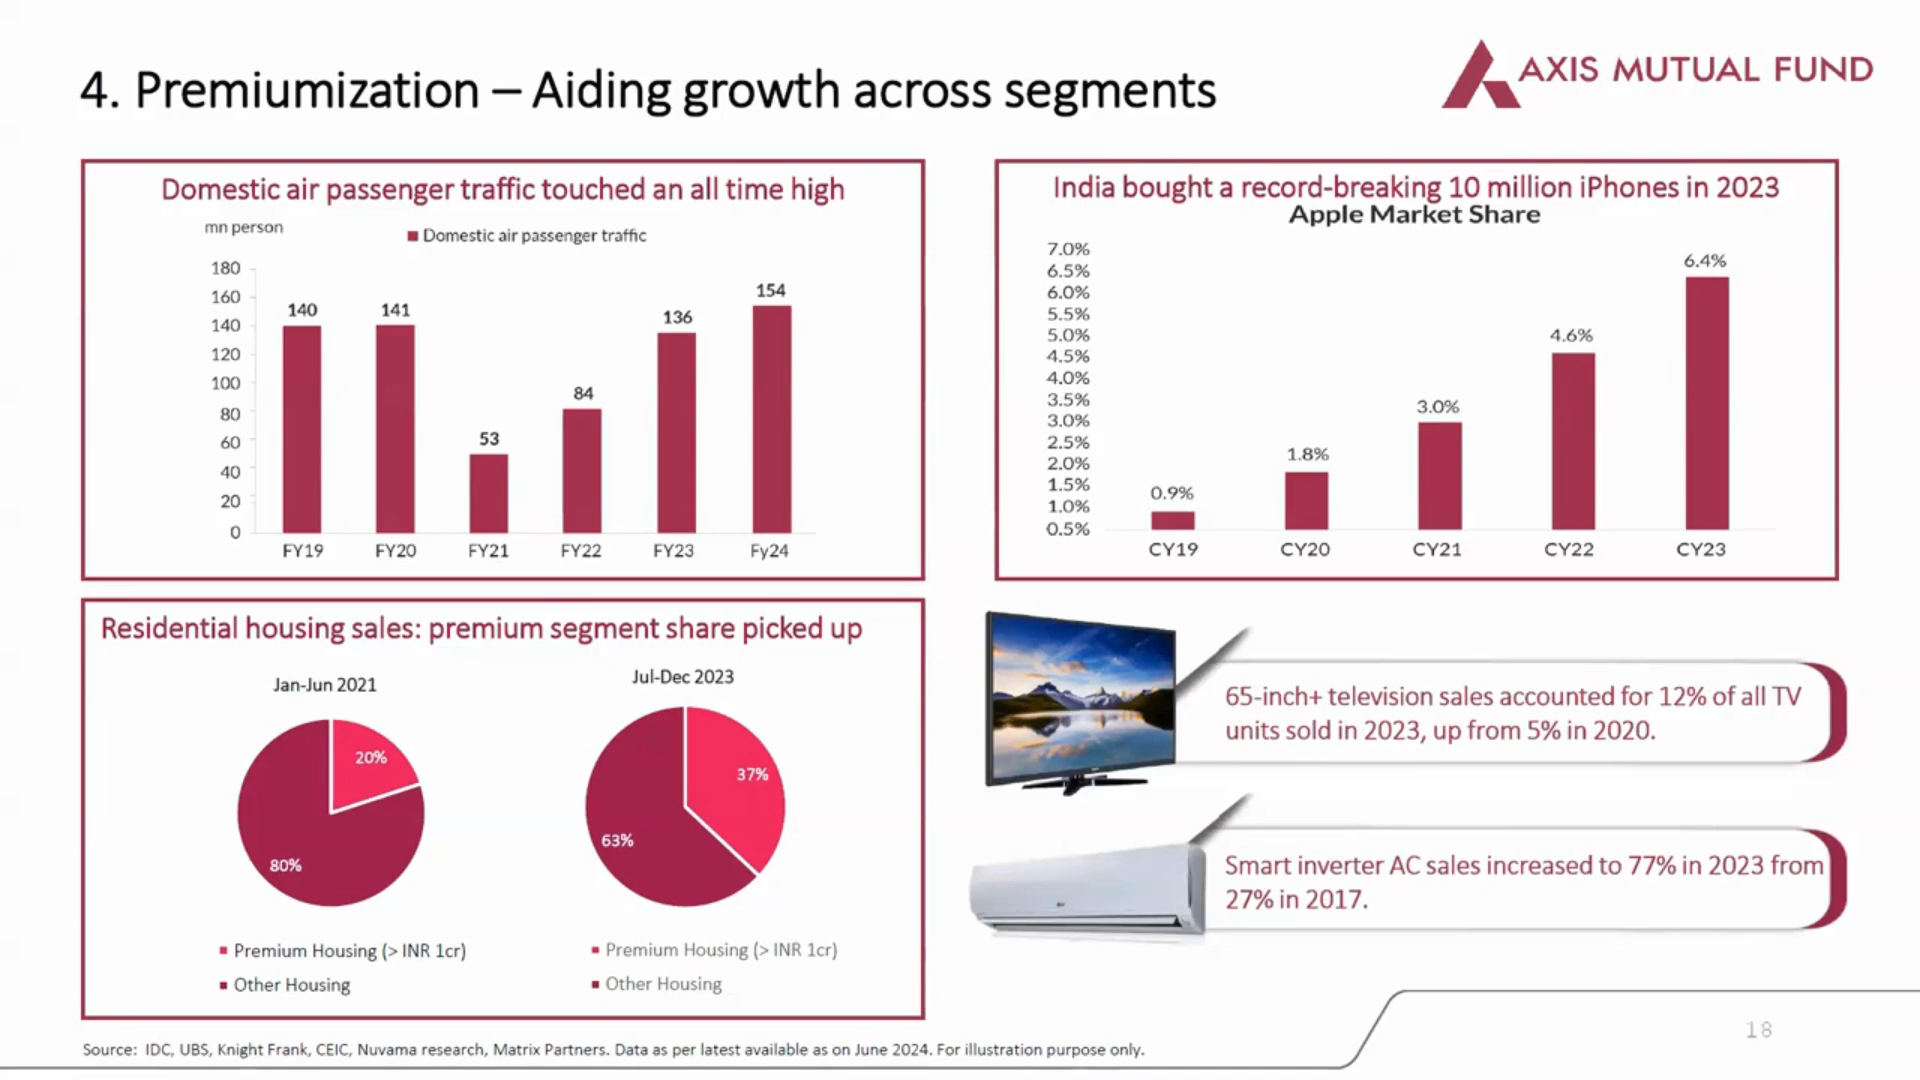 4. Premiumization – Aiding growth across segments
AXIS MUTUAL FUND
Domestic air passenger traffic touched an all time high
mn person
Domestic air passenger traffic
180
160
140
120
100
80
60
40
20
0
140
141
53
84
136
154
FY19
FY20
FY21
FY22
FY23
Fy24
India bought a record-breaking 10 million iPhones in 2023
Apple Market Share
7.0%
6.5%
6.0%
5.5%
5.0%
4.5%
4.0%
3.5%
3.0%
2.5%
2.0%
1.5%
1.0%
0.5%
0.9%
1.8%
3.0%
4.6%
6.4%
CY19
CY20
CY21
CY22
CY23
Residential housing sales: premium segment share picked up
Jan-Jun 2021
20%
80%
Premium Housing (> INR 1cr)
Other Housing
Jul-Dec 2023
37%
63%
Premium Housing (> INR 1cr)
Other Housing
65-inch+ television sales accounted for 12% of all TV
units sold in 2023, up from 5% in 2020.
Smart inverter AC sales increased to 77% in 2023 from
27% in 2017.
Source: IDC, UBS, Knight Frank, CEIC, Nuvama research, Matrix Partners. Data as per latest available as on June 2024. For illustration purpose only.
18